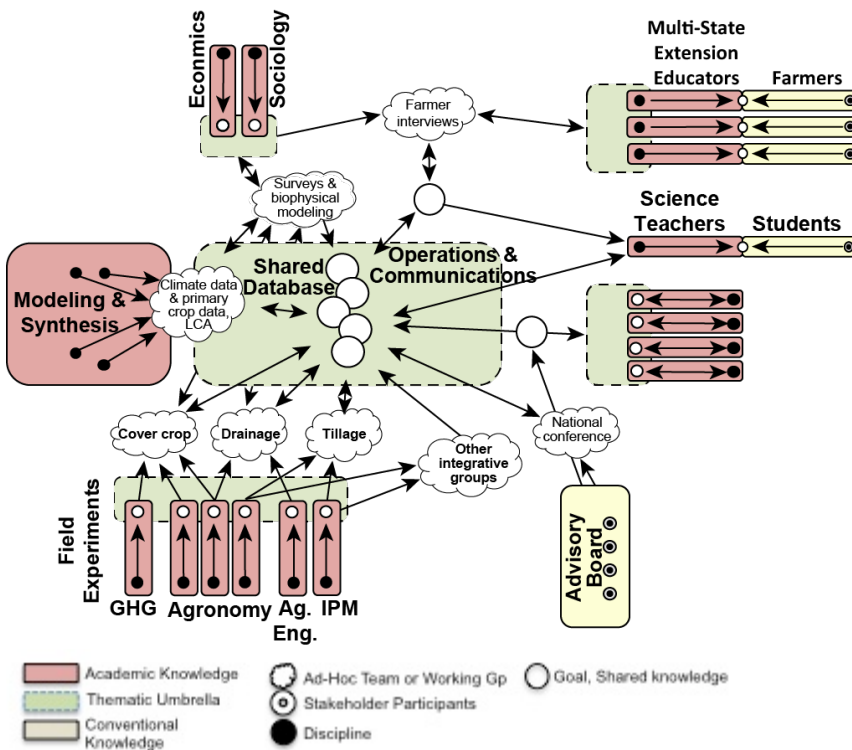 Econmics
Sociology
Multi-State
Extension
Educators
Farmers
Farmer
interviews
Surveys &
biophysical
modeling
Science
Teachers
Students
Modeling &
Synthesis
Climate data
& primary
crop data,
LCA
Shared
Database
Operations &
Communications
Cover crop
Drainage
Tillage
Other
integrative
groups
National
conference
Field
Experiments
GHG
Agronomy
Ag.
Eng.
IPM
Advisory
Board
Academic Knowledge
Thematic Umbrella
Conventional
Knowledge
Ad-Hoc Team or Working Gp
Stakeholder Participants
Discipline
Goal, Shared knowledge